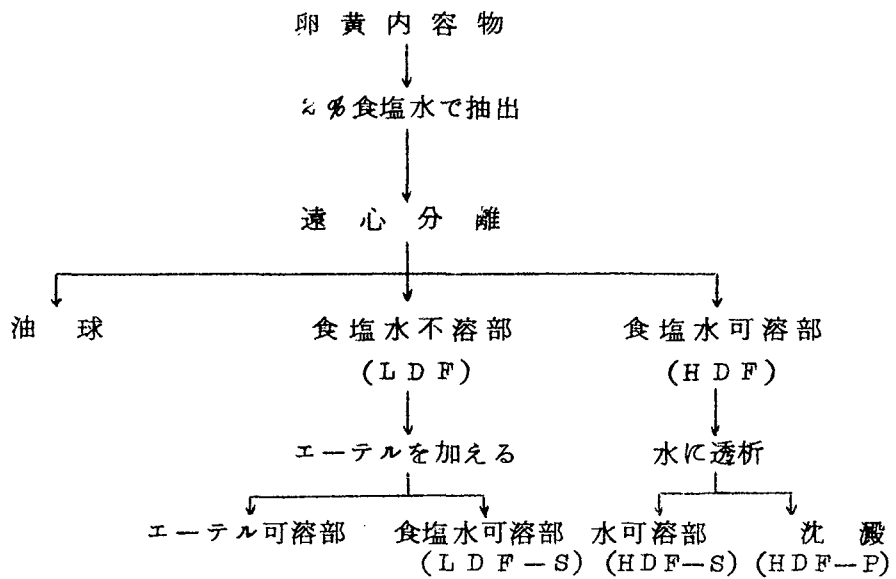 卵黄内容物
2%食塩水で抽出
遠心分離
油球 食塩水不溶部 食塩水可溶部
(LDF) (HDF)
エーテルを加える 水に透析
エーテル可溶部 食塩水可溶部 水可溶部 沈澱
(LDF-S) (HDF-S) (HDF-P)